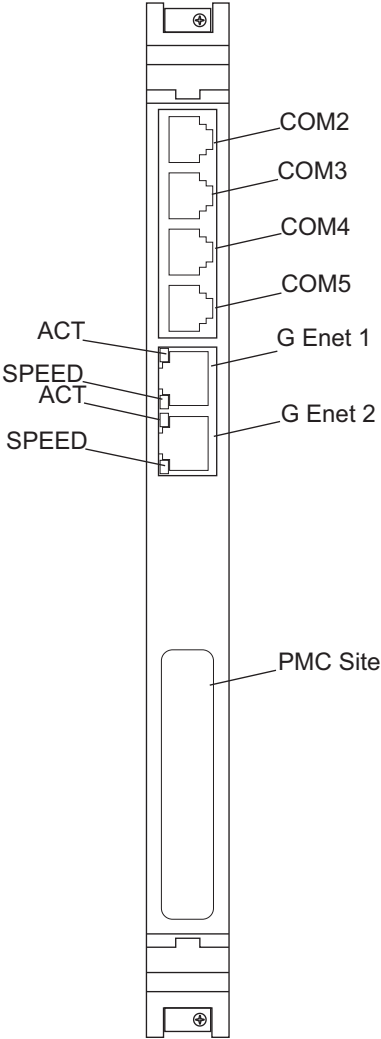 COM2
COM3
COM4
COM5
ACT
G Enet 1
SPEED
ACT
G Enet 2
SPEED
PMC Site